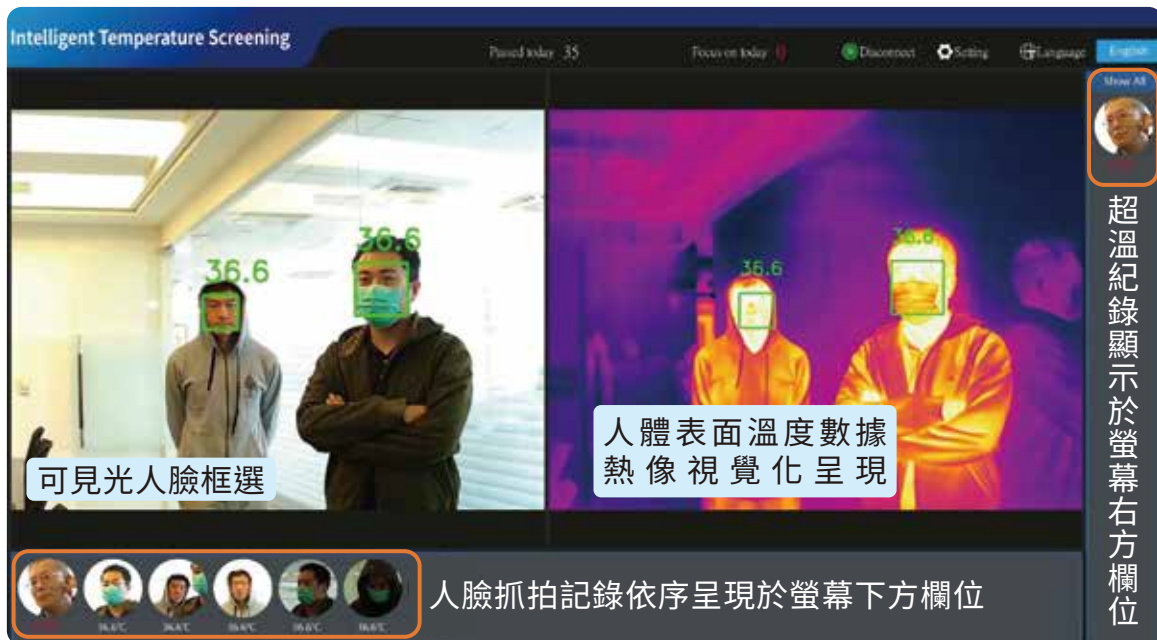 Intelligent Temperature Screening
Passed today 35
Focus on today 0
Disconnect
Setting
Language
English
Show All
36.6
36.6
36.6
36.6
可見光人臉框選
人體表面溫度數據
熱像視覺化呈現
超溫紀錄顯示於螢幕右方欄位
人臉抓拍記錄依序呈現於螢幕下方欄位
36.6℃